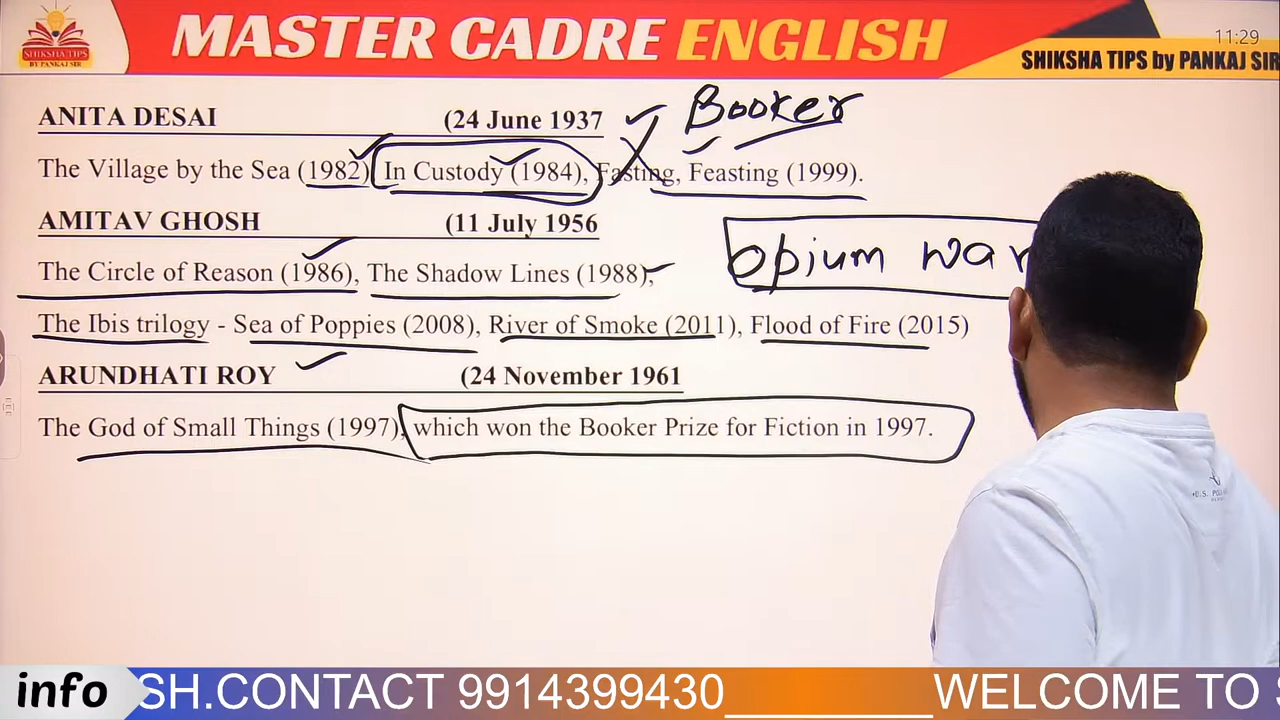 SHIKSHA TIPS
BY PANKAJ SIR
MASTER CADRE ENGLISH
11:29
SHIKSHA TIPS by PANKAJ SIR
ANITA DESAI (24 June 1937
Booker
The Village by the Sea (1982) In Custody (1984), Fasting, Feasting (1999).
AMITAV GHOSH (11 July 1956
Opium war
The Circle of Reason (1986), The Shadow Lines (1988),
The Ibis trilogy - Sea of Poppies (2008), River of Smoke (2011), Flood of Fire (2015)
ARUNDHATI ROY (24 November 1961
The God of Small Things (1997), which won the Booker Prize for Fiction in 1997.
info SH.CONTACT 9914399430__________WELCOME TO S